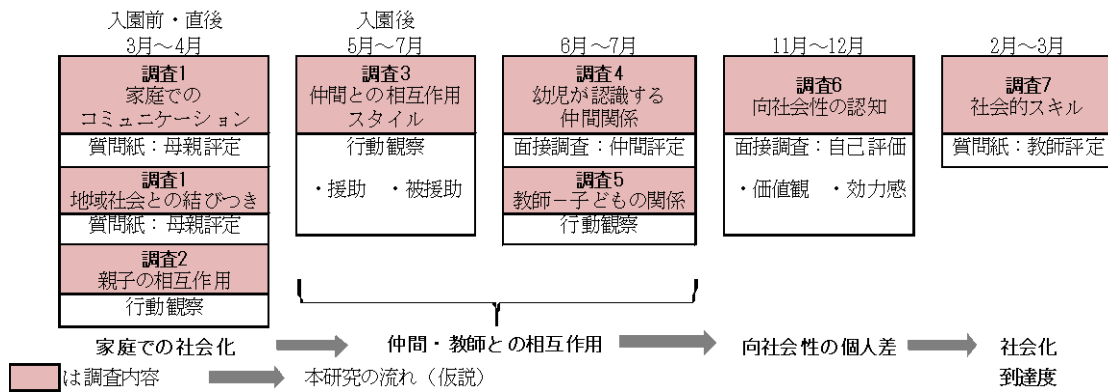 入園前・直後
3月～4月
調査1
家庭での
コミュニケーション
質問紙：母親評定
調査1
地域社会との結びつき
質問紙：母親評定
調査2
親子の相互作用
行動観察
入園後
5月～7月
調査3
仲間との相互作用
スタイル
行動観察
・援助　・被援助
6月～7月
調査4
幼児が認識する
仲間関係
面接調査：仲間評定
調査5
教師－子どもの関係
行動観察
11月～12月
調査6
向社会性の認知
面接調査：自己評価
・価値観　・効力感
2月～3月
調査7
社会的スキル
質問紙：教師評定
家庭での社会化
仲間・教師との相互作用
向社会性の個人差
社会化
到達度
は調査内容
本研究の流れ（仮説）